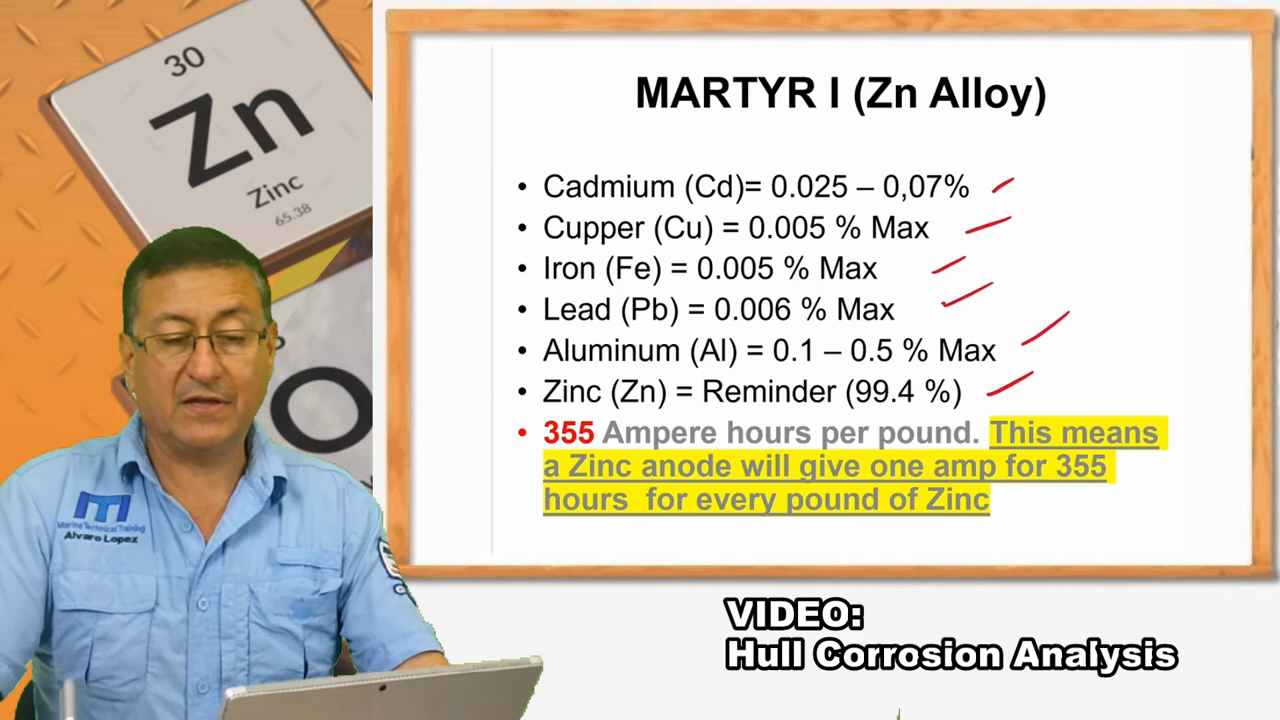 30
Zn
Zinc
65.38
MTT
Marine Technical Training
Alvaro Lopez
MARTYR I (Zn Alloy)
• Cadmium (Cd)= 0.025 – 0,07%
• Cupper (Cu) = 0.005 % Max
• Iron (Fe) = 0.005 % Max
• Lead (Pb) = 0.006 % Max
• Aluminum (Al) = 0.1 – 0.5 % Max
• Zinc (Zn) = Reminder (99.4 %)
• 355 Ampere hours per pound. This means
a Zinc anode will give one amp for 355
hours for every pound of Zinc
VIDEO:
Hull Corrosion Analysis